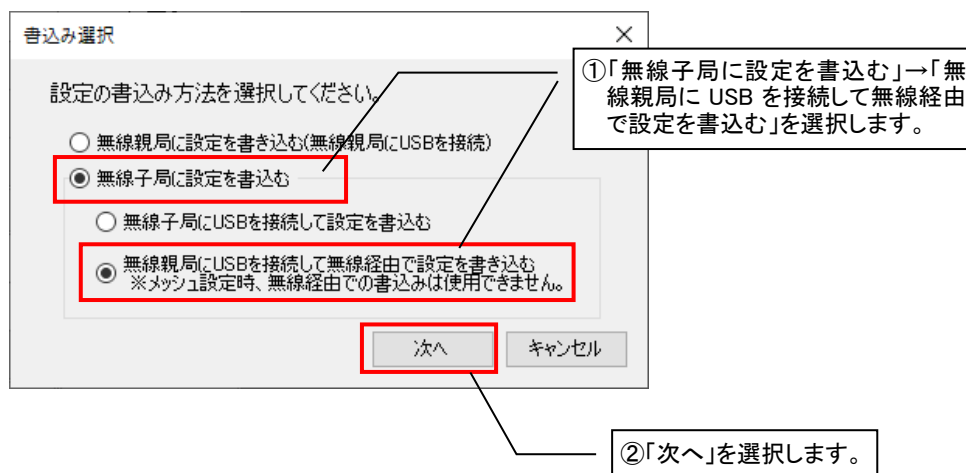 書込み選択
設定の書込み方法を選択してください。
無線親局に設定を書き込む(無線親局にUSBを接続)
無線子局に設定を書込む
無線子局にUSBを接続して設定を書込む
無線親局にUSBを接続して無線経由で設定を書き込む
※メッシュ設定時、無線経由での書込みは使用できません。
次へ
キャンセル
①「無線子局に設定を書込む」→「無
線親局に USB を接続して無線経由
で設定を書込む」を選択します。
②「次へ」を選択します。